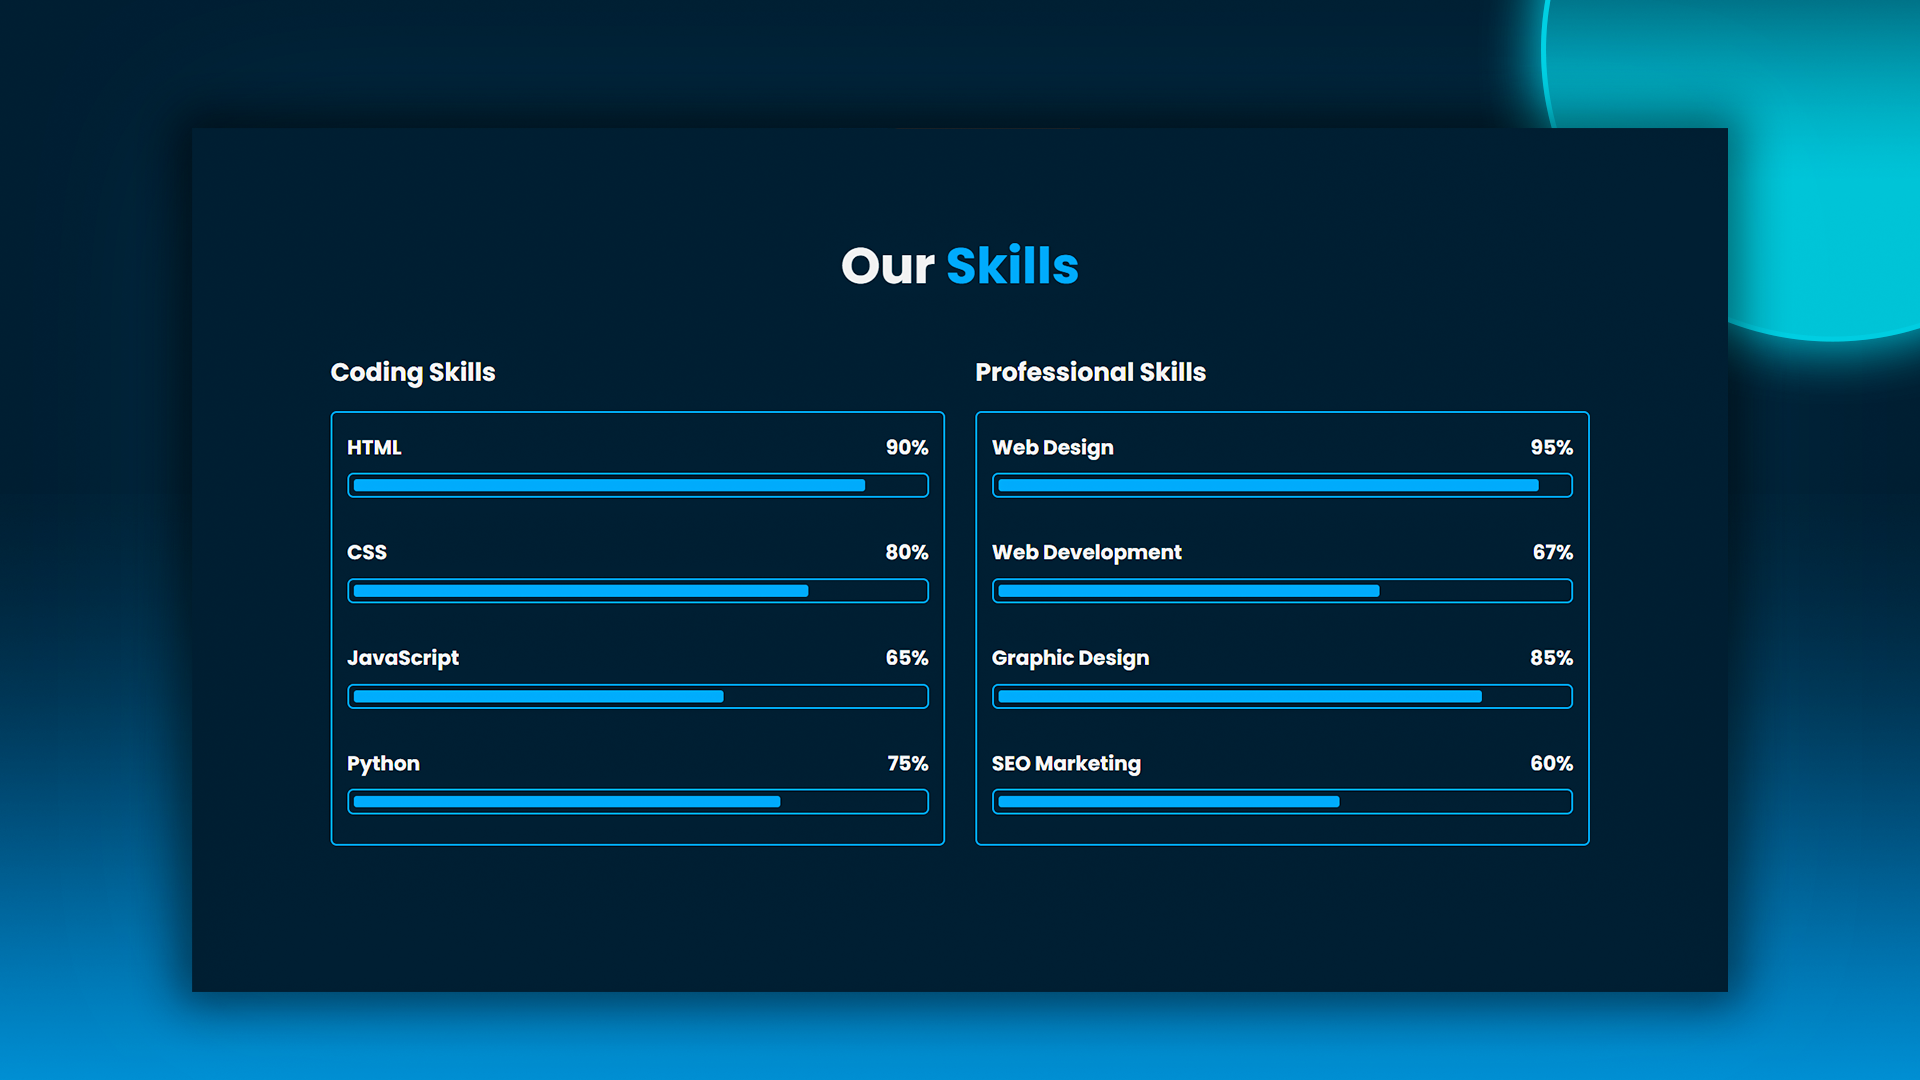 Our Skills
Coding Skills
HTML 90%
CSS 80%
JavaScript 65%
Python 75%
Professional Skills
Web Design 95%
Web Development 67%
Graphic Design 85%
SEO Marketing 60%